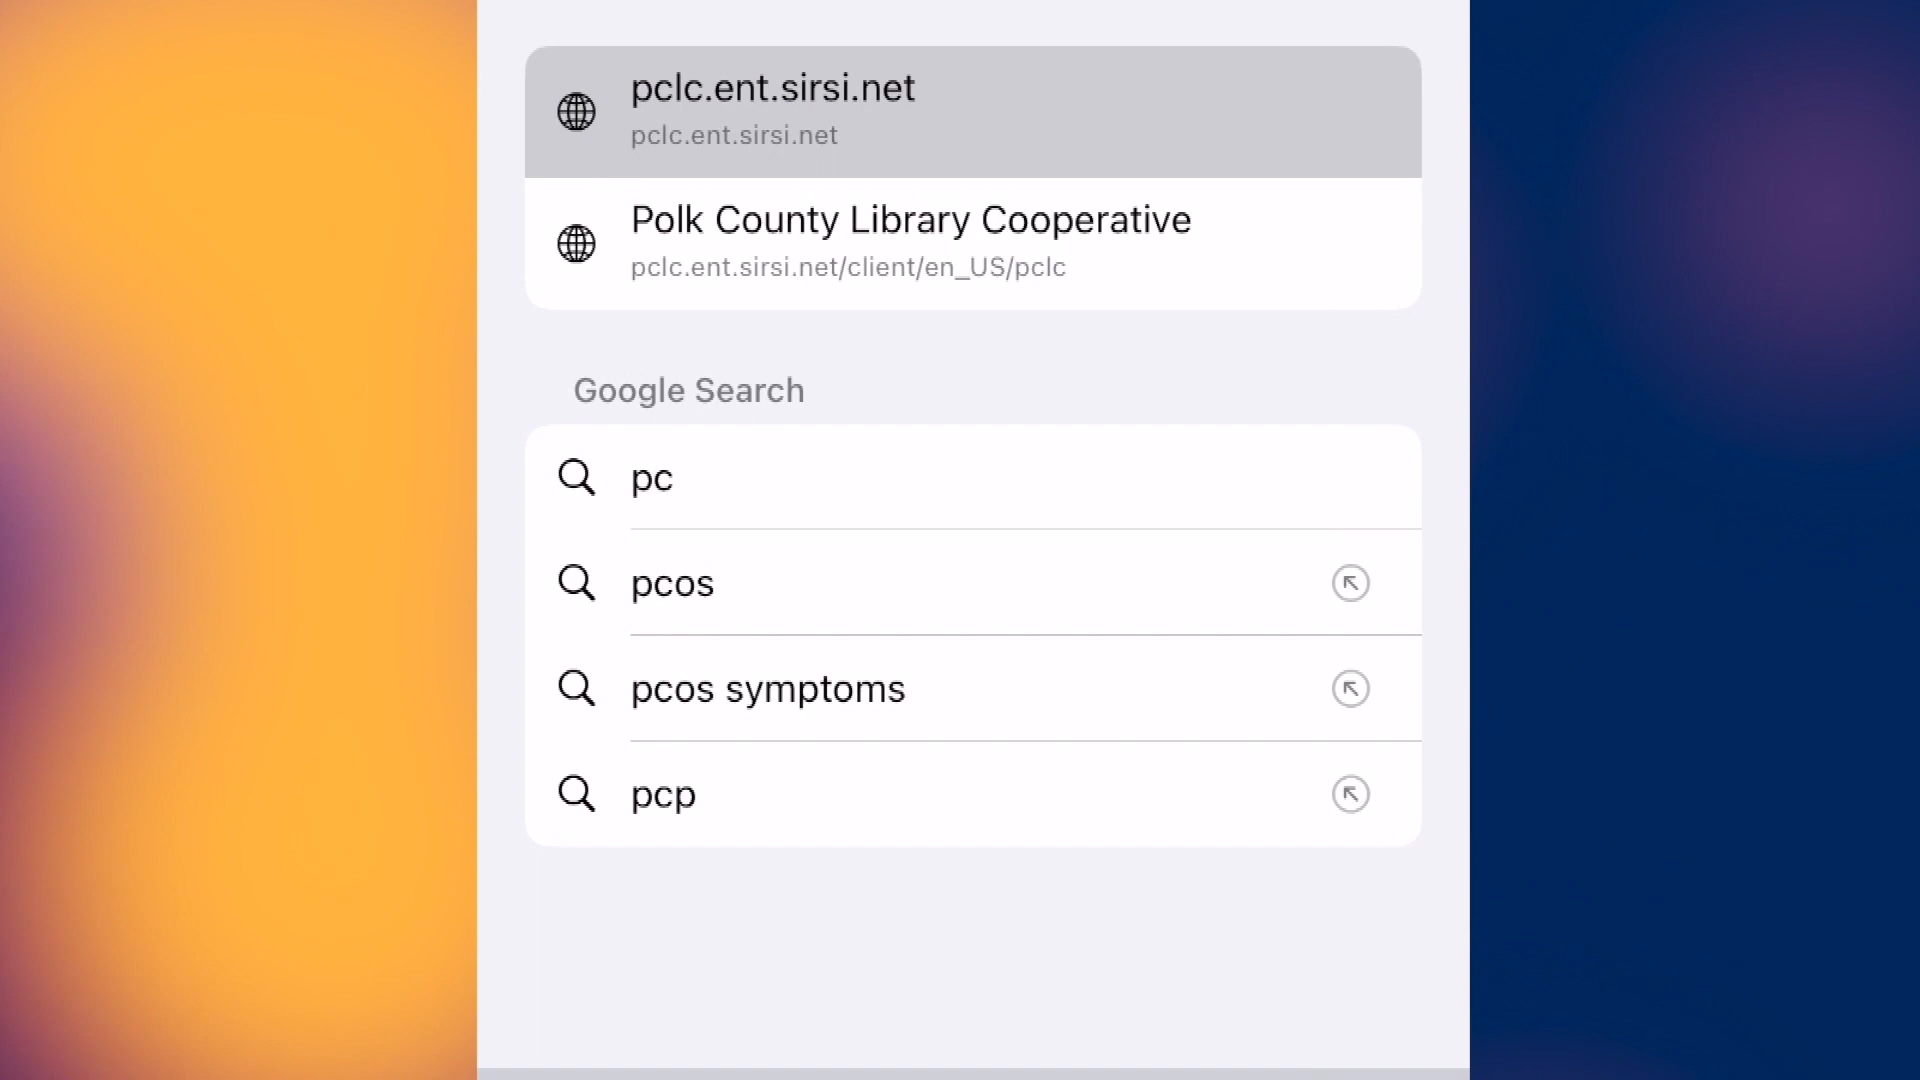 pclc.ent.sirsi.net
pclc.ent.sirsi.net
Polk County Library Cooperative
pclc.ent.sirsi.net/client/en_US/pclc
Google Search
pc
pcos
pcos symptoms
pcp